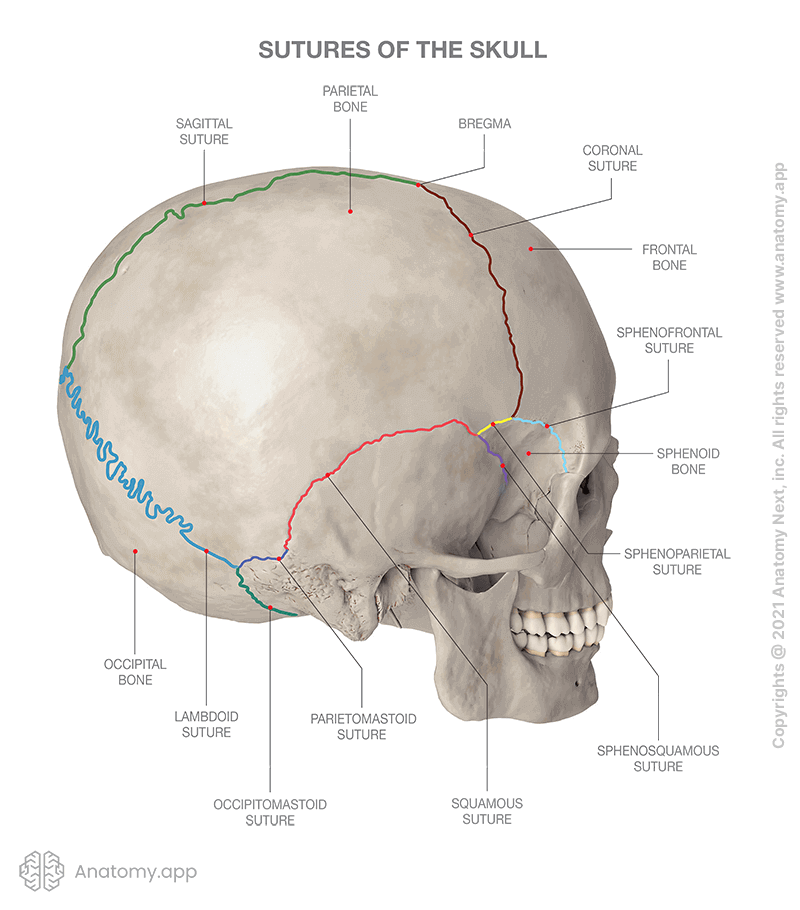 SUTURES OF THE SKULL
PARIETAL
BONE
SAGITTAL
SUTURE
BREGMA
CORONAL
SUTURE
FRONTAL
BONE
SPHENOFRONTAL
SUTURE
SPHENOID
BONE
SPHENOPARIETAL
SUTURE
OCCIPITAL
BONE
LAMBDOID
SUTURE
PARIETOMASTOID
SUTURE
SPHENOSQUAMOUS
SUTURE
OCCIPITOMASTOID
SUTURE
SQUAMOUS
SUTURE
Copyrights @ 2021 Anatomy Next, inc. All rights reserved www.anatomy.app
Anatomy.app